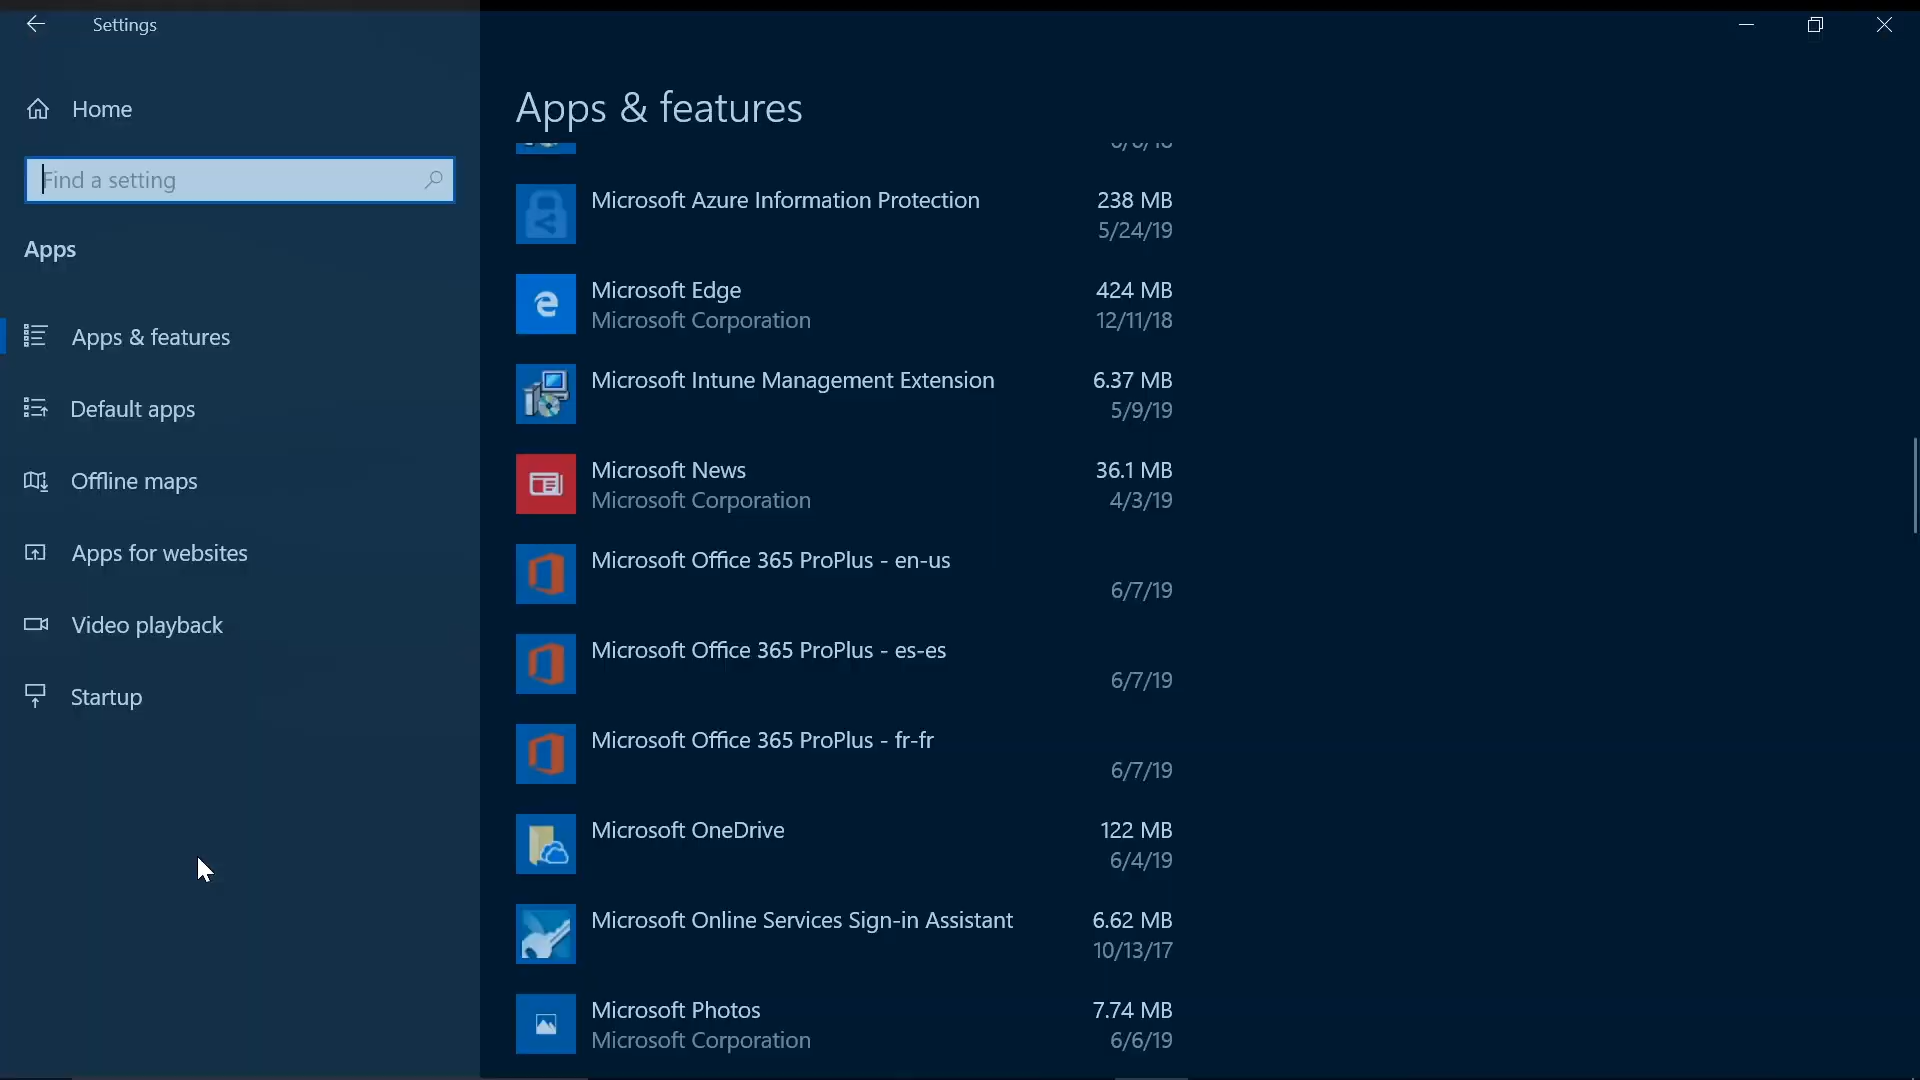 Settings
Home
Find a setting
Apps
Apps & features
Default apps
Offline maps
Apps for websites
Video playback
Startup
Apps & features
Microsoft Azure Information Protection 238 MB
5/24/19
Microsoft Edge 424 MB
Microsoft Corporation 12/11/18
Microsoft Intune Management Extension 6.37 MB
5/9/19
Microsoft News 36.1 MB
Microsoft Corporation 4/3/19
Microsoft Office 365 ProPlus - en-us
6/7/19
Microsoft Office 365 ProPlus - es-es
6/7/19
Microsoft Office 365 ProPlus - fr-fr
6/7/19
Microsoft OneDrive 122 MB
6/4/19
Microsoft Online Services Sign-in Assistant 6.62 MB
10/13/17
Microsoft Photos 7.74 MB
Microsoft Corporation 6/6/19